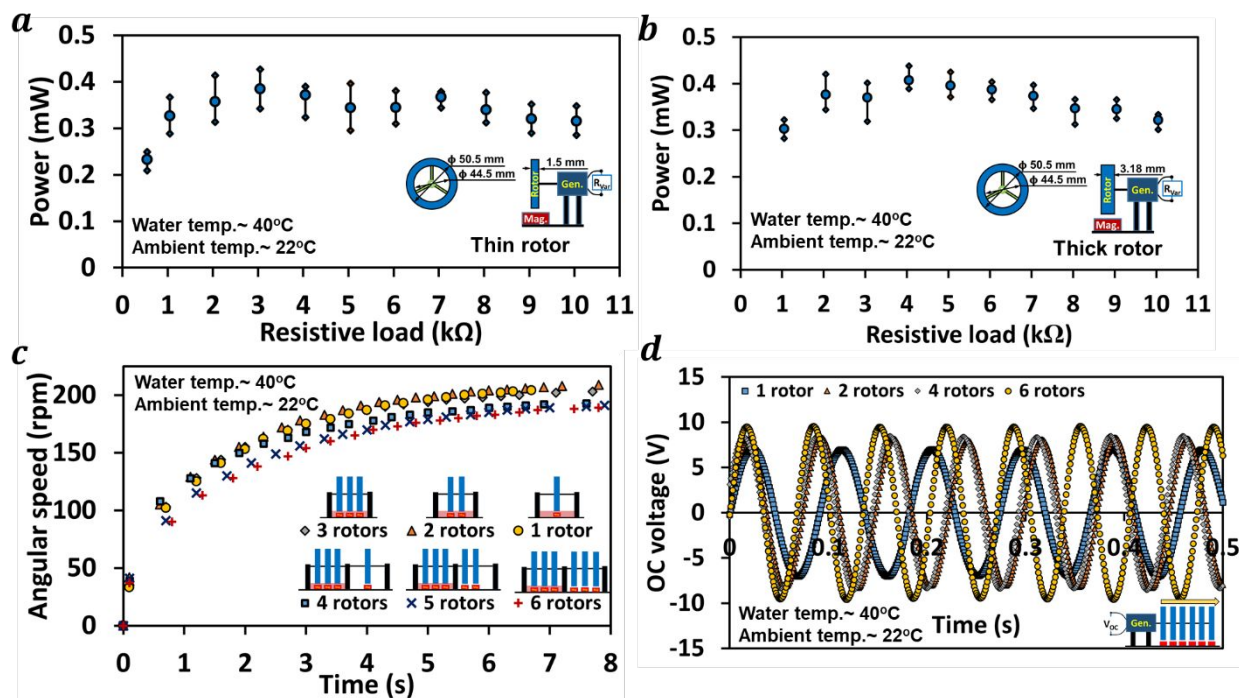 a
0.5
0.4
0.3
0.2
0.1
0
Power (mW)
ϕ 50.5 mm
ϕ 44.5 mm
1.5 mm
Rotor
Gen.
RVar
Mag.
Water temp.~ 40°C
Ambient temp.~ 22°C
Thin rotor
0 1 2 3 4 5 6 7 8 9 10 11
Resistive load (kΩ)
b
0.5
0.4
0.3
0.2
0.1
0
Power (mW)
ϕ 50.5 mm
ϕ 44.5 mm
3.18 mm
Rotor
Gen.
RVar
Mag.
Water temp.~ 40°C
Ambient temp.~ 22°C
Thick rotor
0 1 2 3 4 5 6 7 8 9 10 11
Resistive load (kΩ)
c
200
150
100
50
0
Angular speed (rpm)
Water temp.~ 40°C
Ambient temp.~ 22°C
3 rotors 2 rotors 1 rotor
4 rotors 5 rotors 6 rotors
0 1 2 3 4 5 6 7 8
Time (s)
d
15
10
5
0
-5
-10
-15
OC voltage (V)
1 rotor 2 rotors 4 rotors 6 rotors
0 0.1 0.2 0.3 0.4 0.5
Water temp.~ 40°C
Ambient temp.~ 22°C
Time (s)
VOC
Gen.